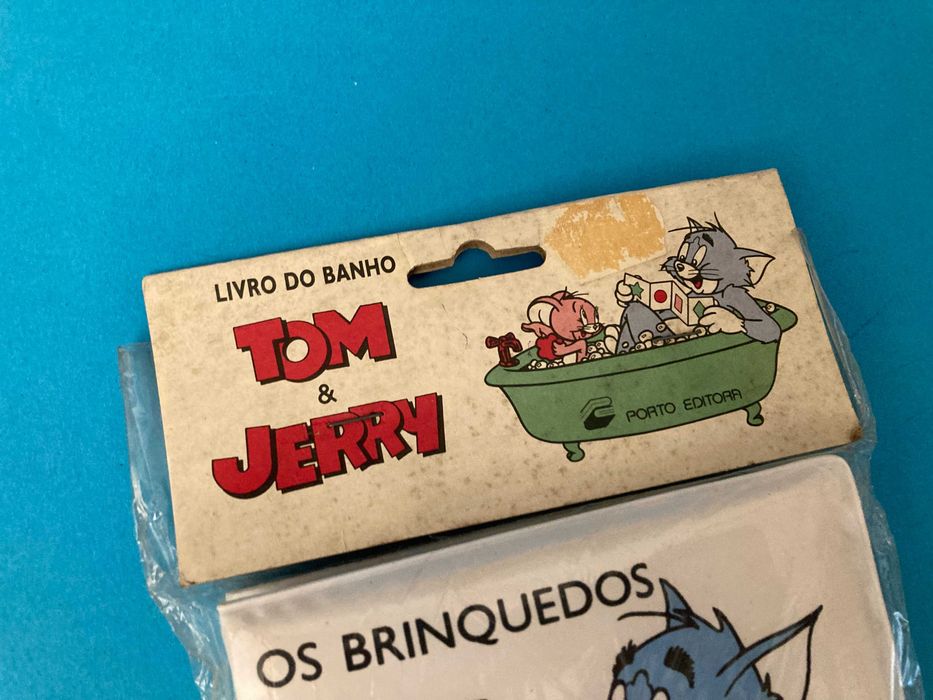 LIVRO DO BANHO
TOM
&
JERRY
PORTO EDITORA
OS BRINQUEDOS